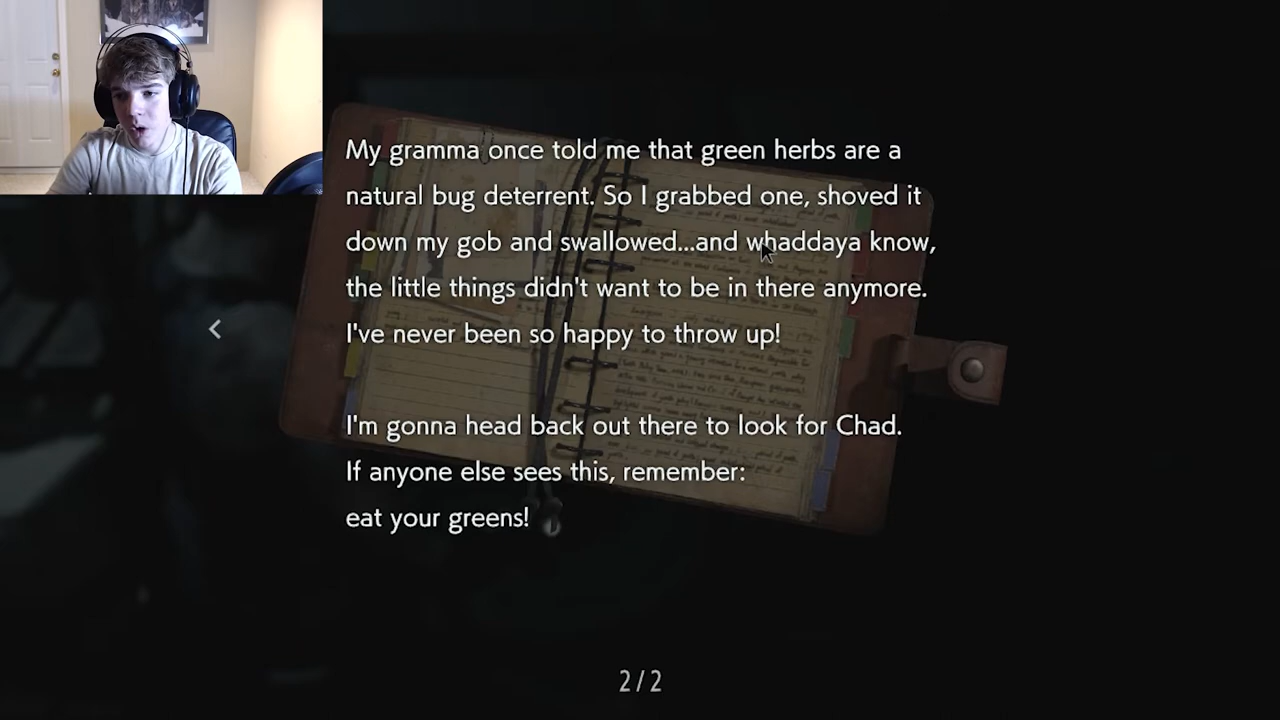 My gramma once told me that green herbs are a
natural bug deterrent. So I grabbed one, shoved it
down my gob and swallowed...and whaddaya know,
the little things didn't want to be in there anymore.
I've never been so happy to throw up!
I'm gonna head back out there to look for Chad.
If anyone else sees this, remember:
eat your greens!
2/2